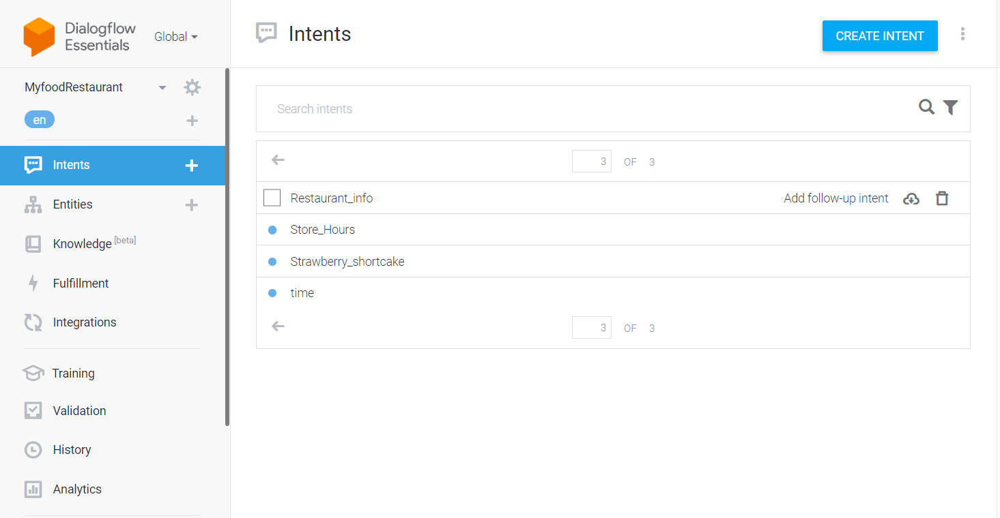 Dialogflow
Essentials
Global
Intents
CREATE INTENT
MyfoodRestaurant
en
Intents
Entities
Knowledge [beta]
Fulfillment
Integrations
Training
Validation
History
Analytics
Search intents
3 OF 3
Restaurant_info Add follow-up intent
Store_Hours
Strawberry_shortcake
time
3 OF 3